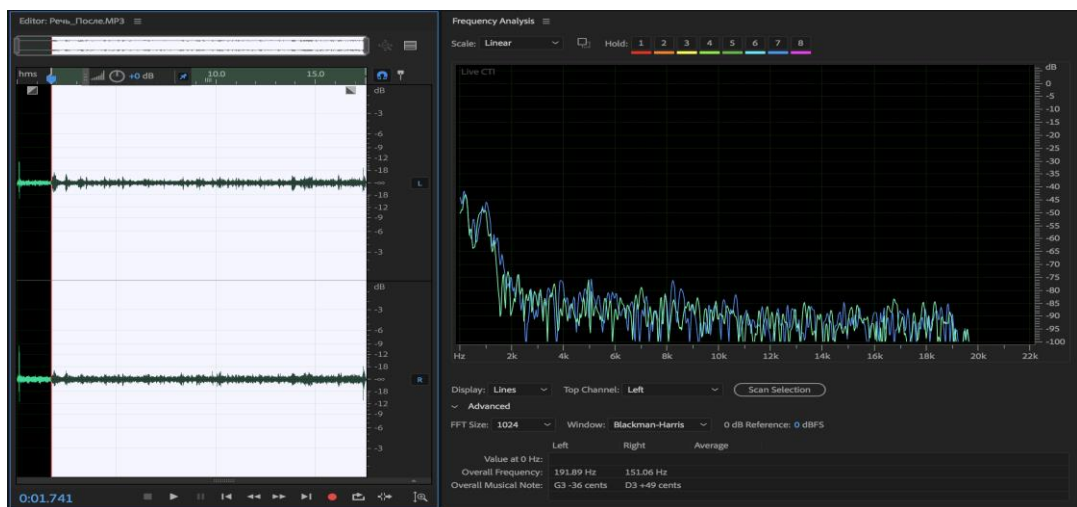 Editor: Речь_После.MP3
hms
+0 dB
10.0
15.0
dB
-3
-6
-9
-12
-18
-∞
-18
-12
-9
-6
-3
L
dB
-3
-6
-9
-12
-18
-∞
-18
-12
-9
-6
-3
R
0:01.741
Frequency Analysis
Scale: Linear
Hold: 1 2 3 4 5 6 7 8
Live CTI
dB
0
-5
-10
-15
-20
-25
-30
-35
-40
-45
-50
-55
-60
-65
-70
-75
-80
-85
-90
-95
-100
Hz 2k 4k 6k 8k 10k 12k 14k 16k 18k 20k 22k
Display: Lines Top Channel: Left Scan Selection
Advanced
FFT Size: 1024 Window: Blackman-Harris 0 dB Reference: 0 dBFS
Left Right Average
Value at 0 Hz:
Overall Frequency: 191.89 Hz 151.06 Hz
Overall Musical Note: G3 -36 cents D3 +49 cents